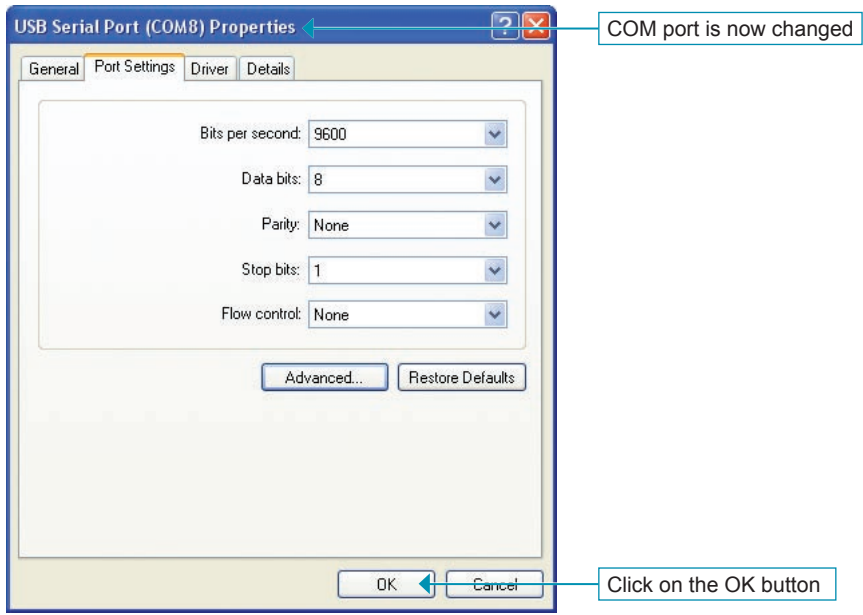 USB Serial Port (COM8) Properties
COM port is now changed
General Port Settings Driver Details
Bits per second: 9600
Data bits: 8
Parity: None
Stop bits: 1
Flow control: None
Advanced... Restore Defaults
OK Cancel
Click on the OK button